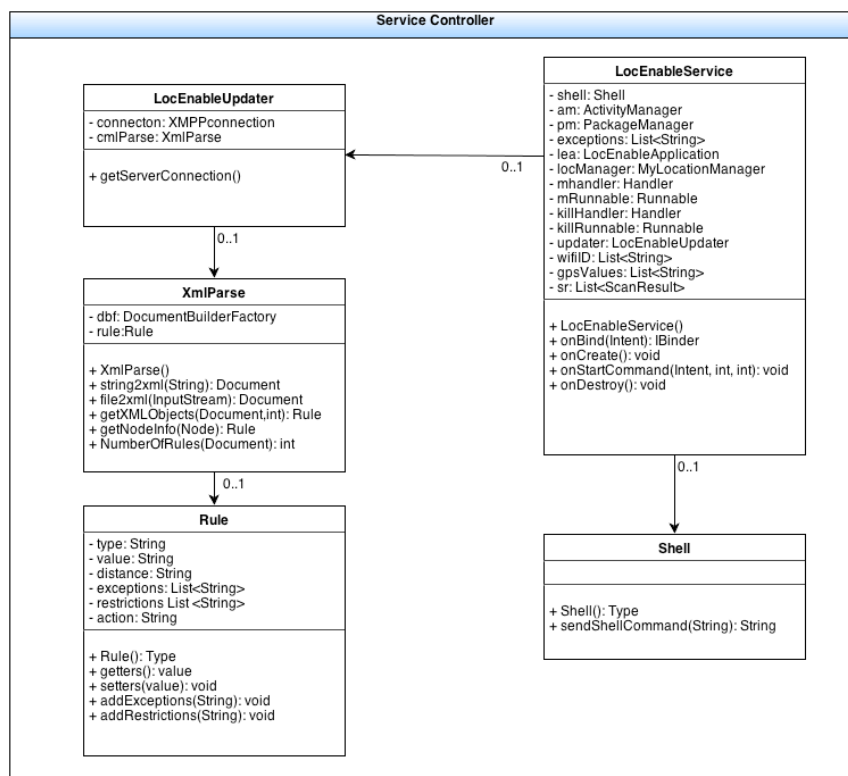 Service Controller
LocEnableUpdater
- connecton: XMPPconnection
- cmlParse: XmlParse
+ getServerConnection()
0..1
XmlParse
- dbf: DocumentBuilderFactory
- rule:Rule
+ XmlParse()
+ string2xml(String): Document
+ file2xml(InputStream): Document
+ getXMLObjects(Document,int): Rule
+ getNodeInfo(Node): Rule
+ NumberOfRules(Document): int
0..1
Rule
- type: String
- value: String
- distance: String
- exceptions: List<String>
- restrictions List <String>
- action: String
+ Rule(): Type
+ getters(): value
+ setters(value): void
+ addExceptions(String): void
+ addRestrictions(String): void
LocEnableService
- shell: Shell
- am: ActivityManager
- pm: PackageManager
- exceptions: List<String>
- lea: LocEnableApplication
- locManager: MyLocationManager
- mhandler: Handler
- mRunnable: Runnable
- killHandler: Handler
- killRunnable: Runnable
- updater: LocEnableUpdater
- wifiID: List<String>
- gpsValues: List<String>
- sr: List<ScanResult>
+ LocEnableService()
+ onBind(Intent): IBinder
+ onCreate(): void
+ onStartCommand(Intent, int, int): void
+ onDestroy(): void
0..1
0..1
Shell
+ Shell(): Type
+ sendShellCommand(String): String